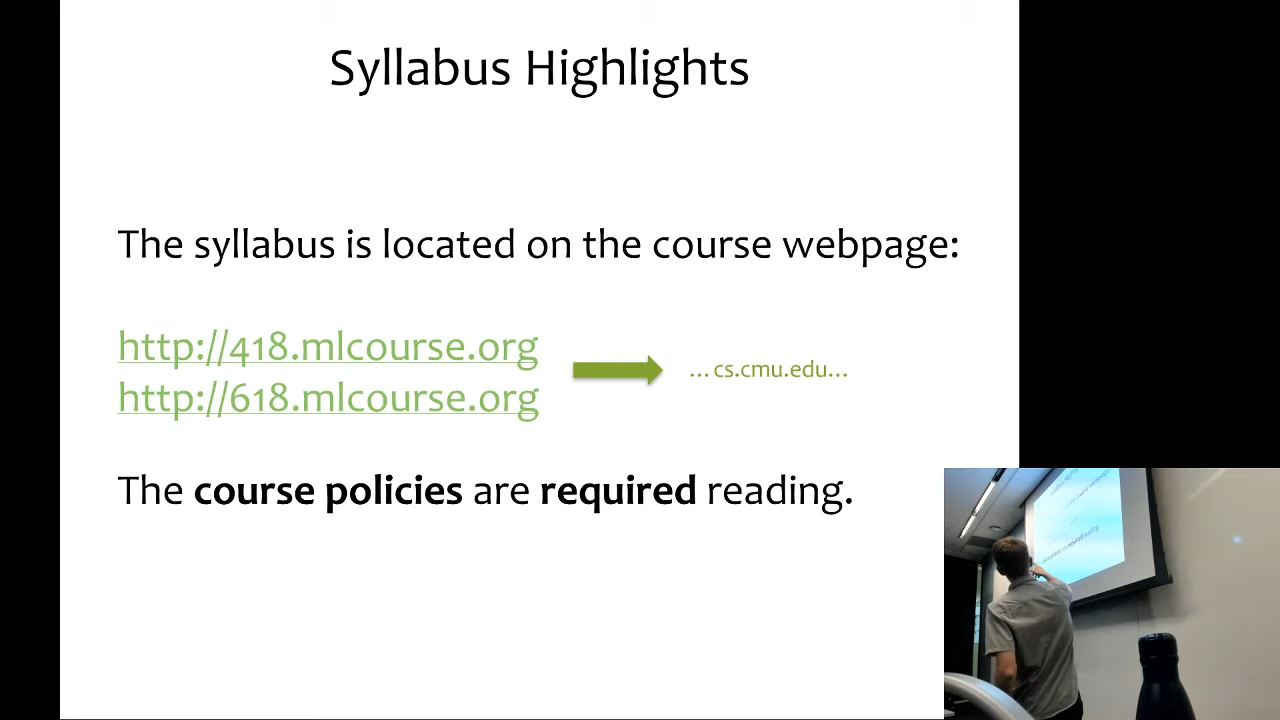 Syllabus Highlights
The syllabus is located on the course webpage:
http://418.mlcourse.org
http://618.mlcourse.org
... cs.cmu.edu...
The course policies are required reading.